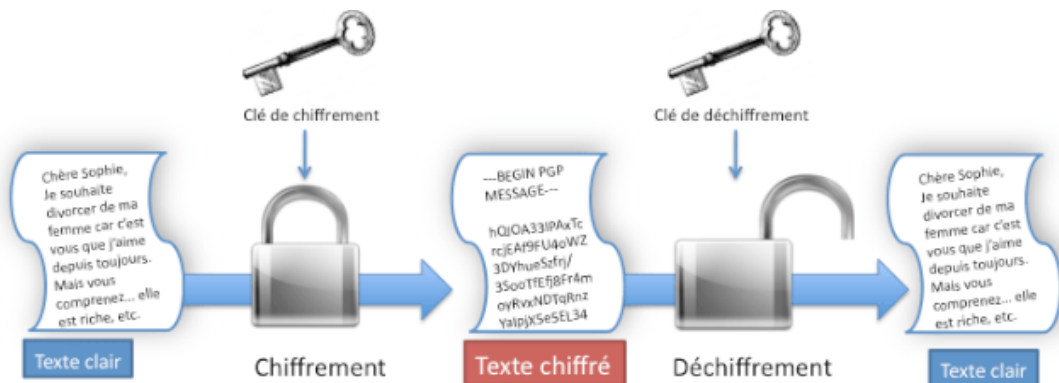 Clé de chiffrement
Clé de déchiffrement
Chère Sophie,
Je souhaite
divorcer de ma
femme car c'est
vous que j'aime
depuis toujours.
Mais vous
comprenez... elle
est riche, etc.
Texte clair
Chiffrement
---BEGIN PGP
MESSAGE---
hQIOA33IPAxTc
rcjEAf9FU4oWZ
3DYhueSzfrj/
3SooTfEfj8Fr4m
oyRvxNDTqRnz
YalpjX5e5EL34
Texte chiffré
Déchiffrement
Chère Sophie,
Je souhaite
divorcer de ma
femme car c'est
vous que j'aime
depuis toujours.
Mais vous
comprenez... elle
est riche, etc.
Texte clair